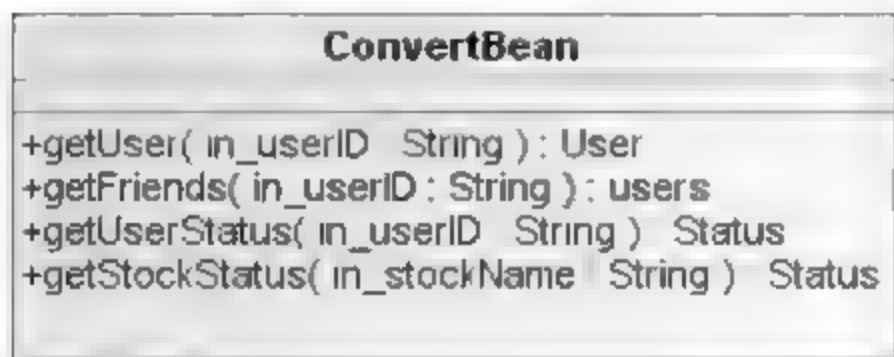 ConvertBean
+getUser( in_userID String ) : User
+getFriends( in_userID : String ) : users
+getUserStatus( in_userID String ) Status
+getStockStatus( in_stockName String ) Status